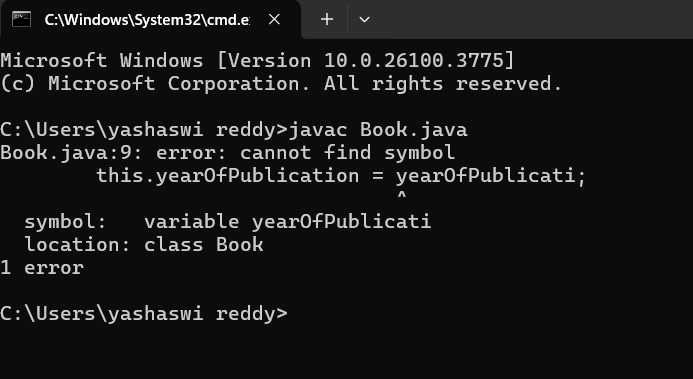 C:\Windows\System32\cmd.e:
Microsoft Windows [Version 10.0.26100.3775]
(c) Microsoft Corporation. All rights reserved.
C:\Users\yashaswi reddy>javac Book.java
Book.java:9: error: cannot find symbol
        this.yearOfPublication = yearOfPublicati;
                                 ^
  symbol:   variable yearOfPublicati
  location: class Book
1 error
C:\Users\yashaswi reddy>